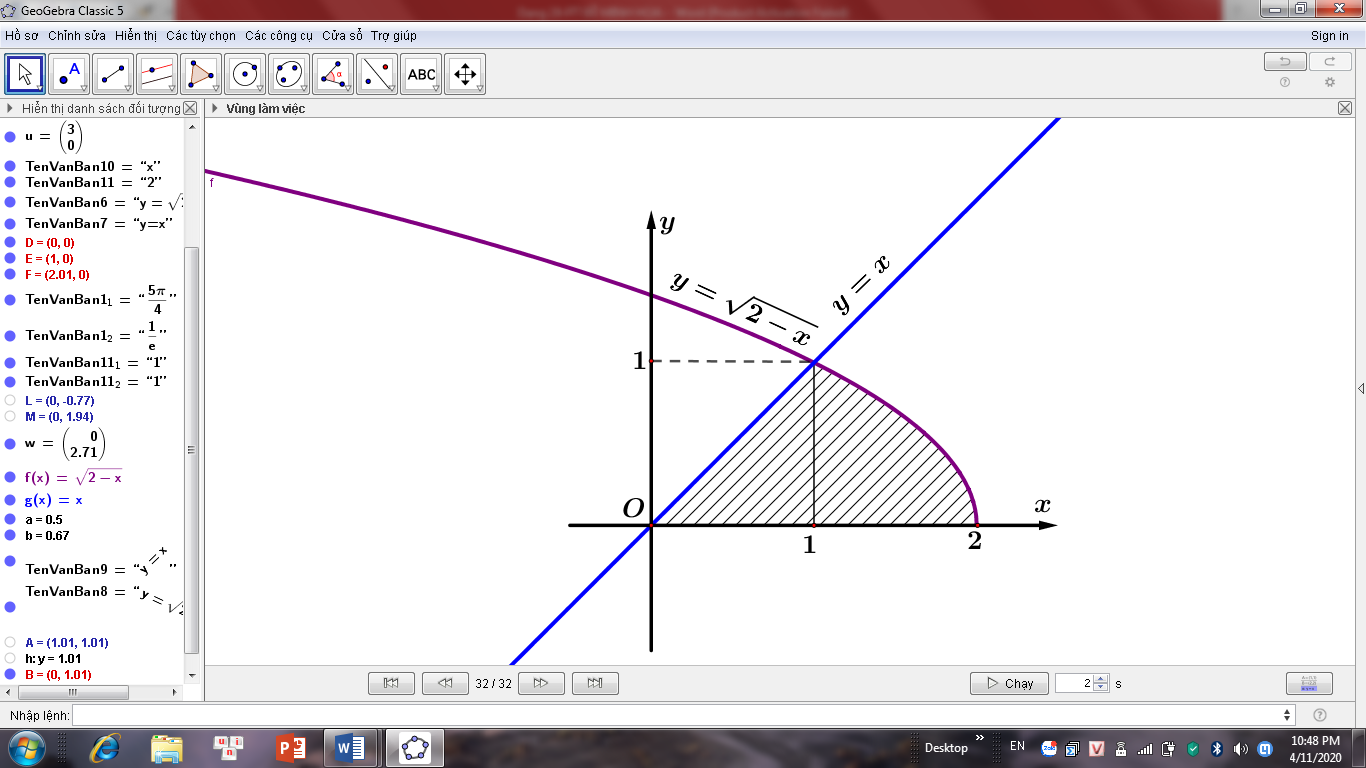 GeoGebra Classic 5
Hồ sơ Chỉnh sửa Hiển thị Các tùy chọn Các công cụ Cửa sổ Trợ giúp Sign in
A α ABC
Hiển thị danh sách đối tượng
Vùng làm việc
u = (3 0)
TenVanBan10 = “x”
TenVanBan11 = “2”
TenVanBan6 = “y = √
TenVanBan7 = “y=x”
D = (0, 0)
E = (1, 0)
F = (2.01, 0)
TenVanBan1₁ = “5π/4”
TenVanBan1₂ = “1/e”
TenVanBan11₁ = “1”
TenVanBan11₂ = “1”
L = (0, -0.77)
M = (0, 1.94)
w = (0 2.71)
f(x) = √(2 − x)
g(x) = x
a = 0.5
b = 0.67
TenVanBan9 = “y = x”
TenVanBan8 = “y = √2
A = (1.01, 1.01)
h: y = 1.01
B = (0, 1.01)
f
y
y = √(2 − x)
y = x
1
O
x
1
2
32 / 32
Chạy
2 s
Nhập lệnh:
Desktop
EN
10:48 PM
4/11/2020